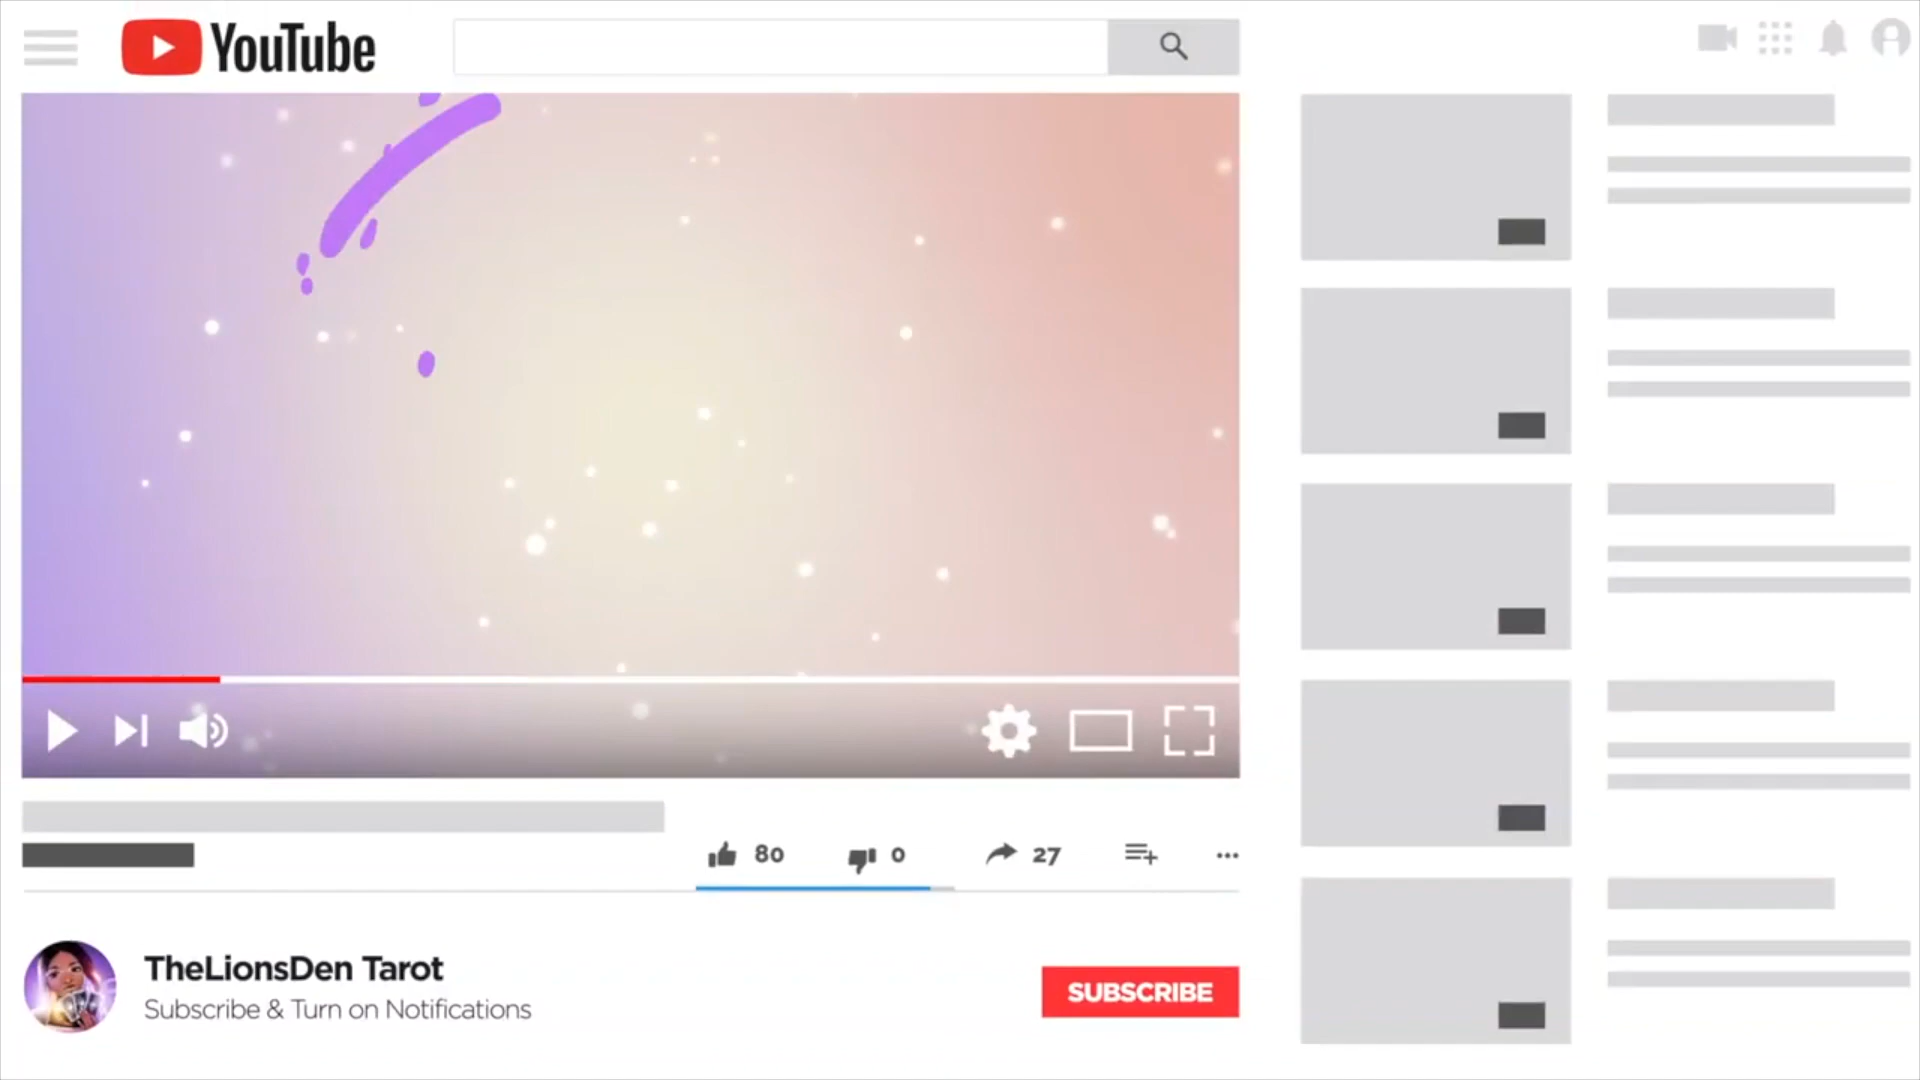 YouTube
80
0
27
TheLionsDen Tarot
Subscribe & Turn on Notifications
SUBSCRIBE